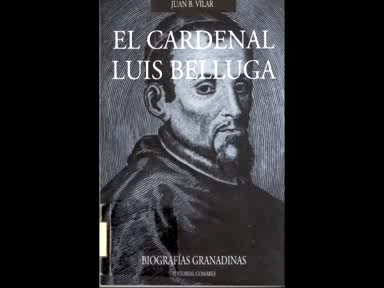 JUAN B. VILAR
EL CARDENAL
LUIS BELLUGA
BIOGRAFÍAS GRANADINAS
EDITORIAL COMARES